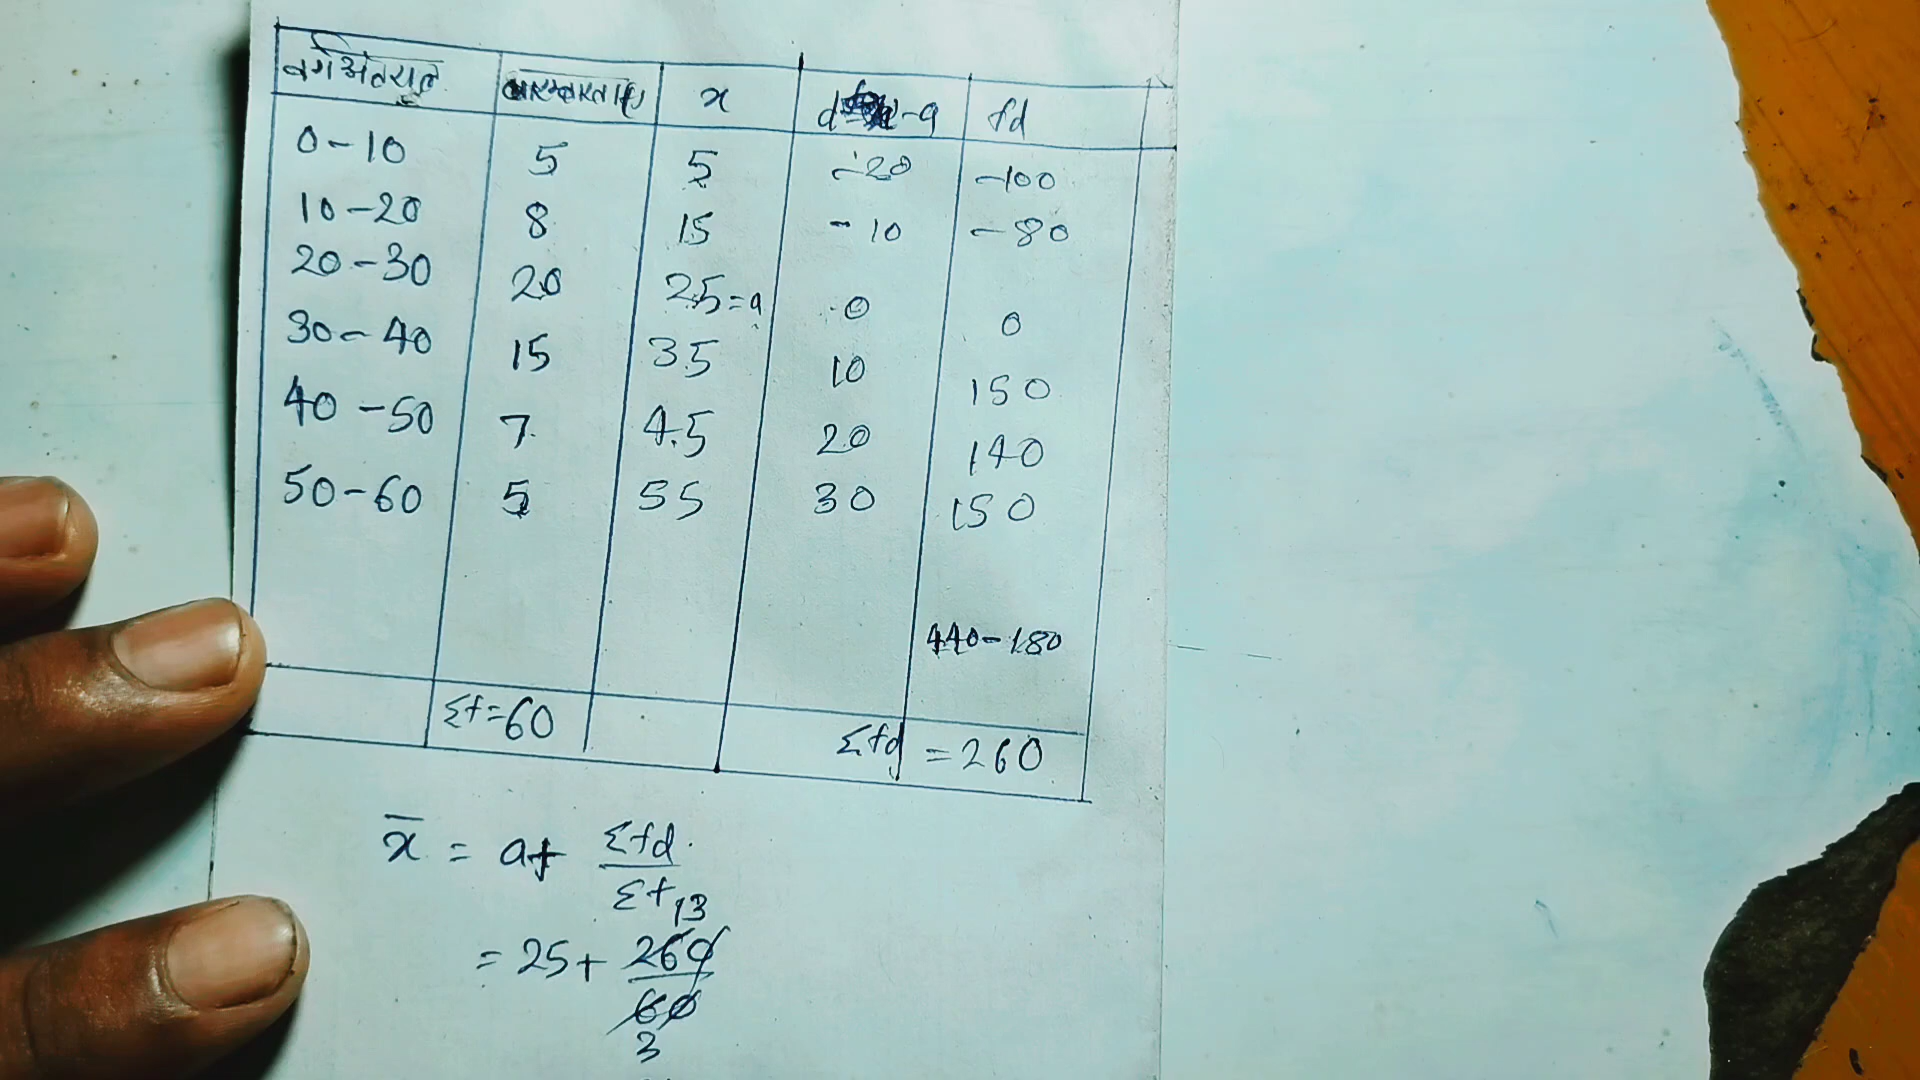 वर्गअंतराल बारम्बारता(f) x d -a fd
0-10 5 5 -20 -100
10-20 8 15 -10 -80
20-30 20 25=a 0 0
30-40 15 35 10 150
40-50 7 45 20 140
50-60 5 55 30 150
440-180
Σf=60 Σfd =260
x̄ = a+ Σfd
Σf 13
= 25+ 260
60
3